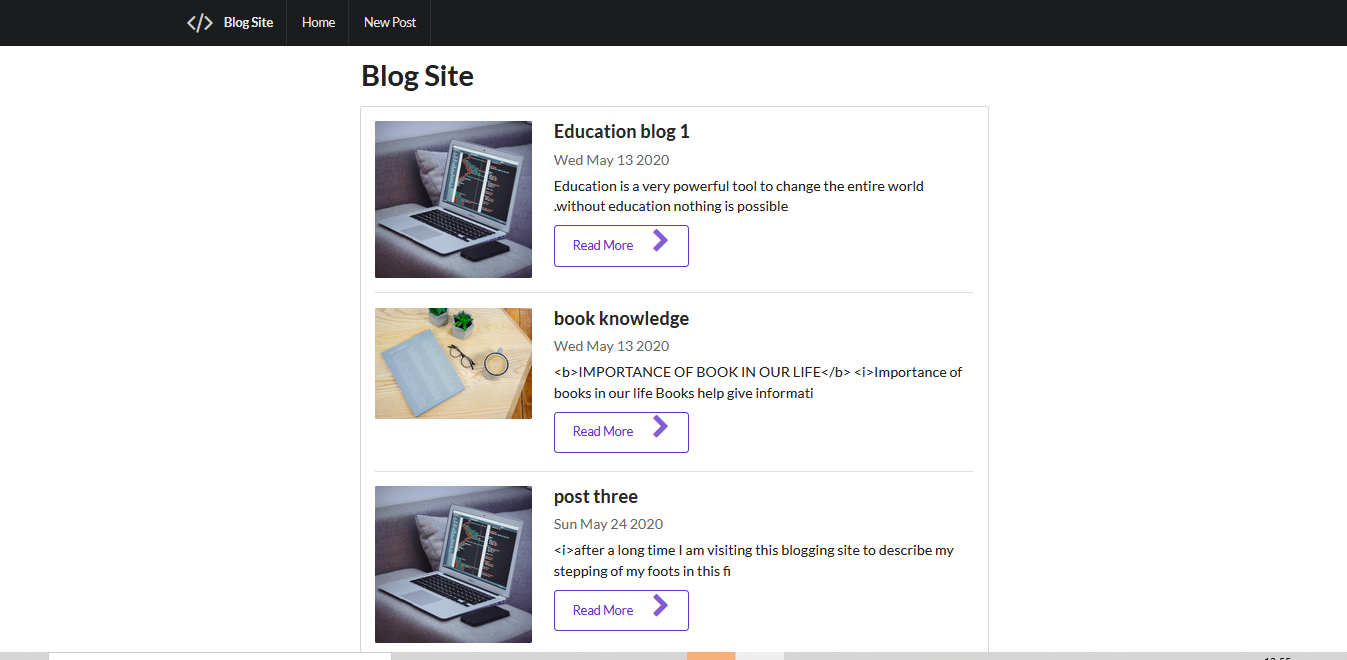 Blog Site Home New Post
Blog Site
Education blog 1
Wed May 13 2020
Education is a very powerful tool to change the entire world
.without education nothing is possible
Read More
book knowledge
Wed May 13 2020
<b>IMPORTANCE OF BOOK IN OUR LIFE</b> <i>Importance of
books in our life Books help give informati
Read More
post three
Sun May 24 2020
<i>after a long time I am visiting this blogging site to describe my
stepping of my foots in this fi
Read More